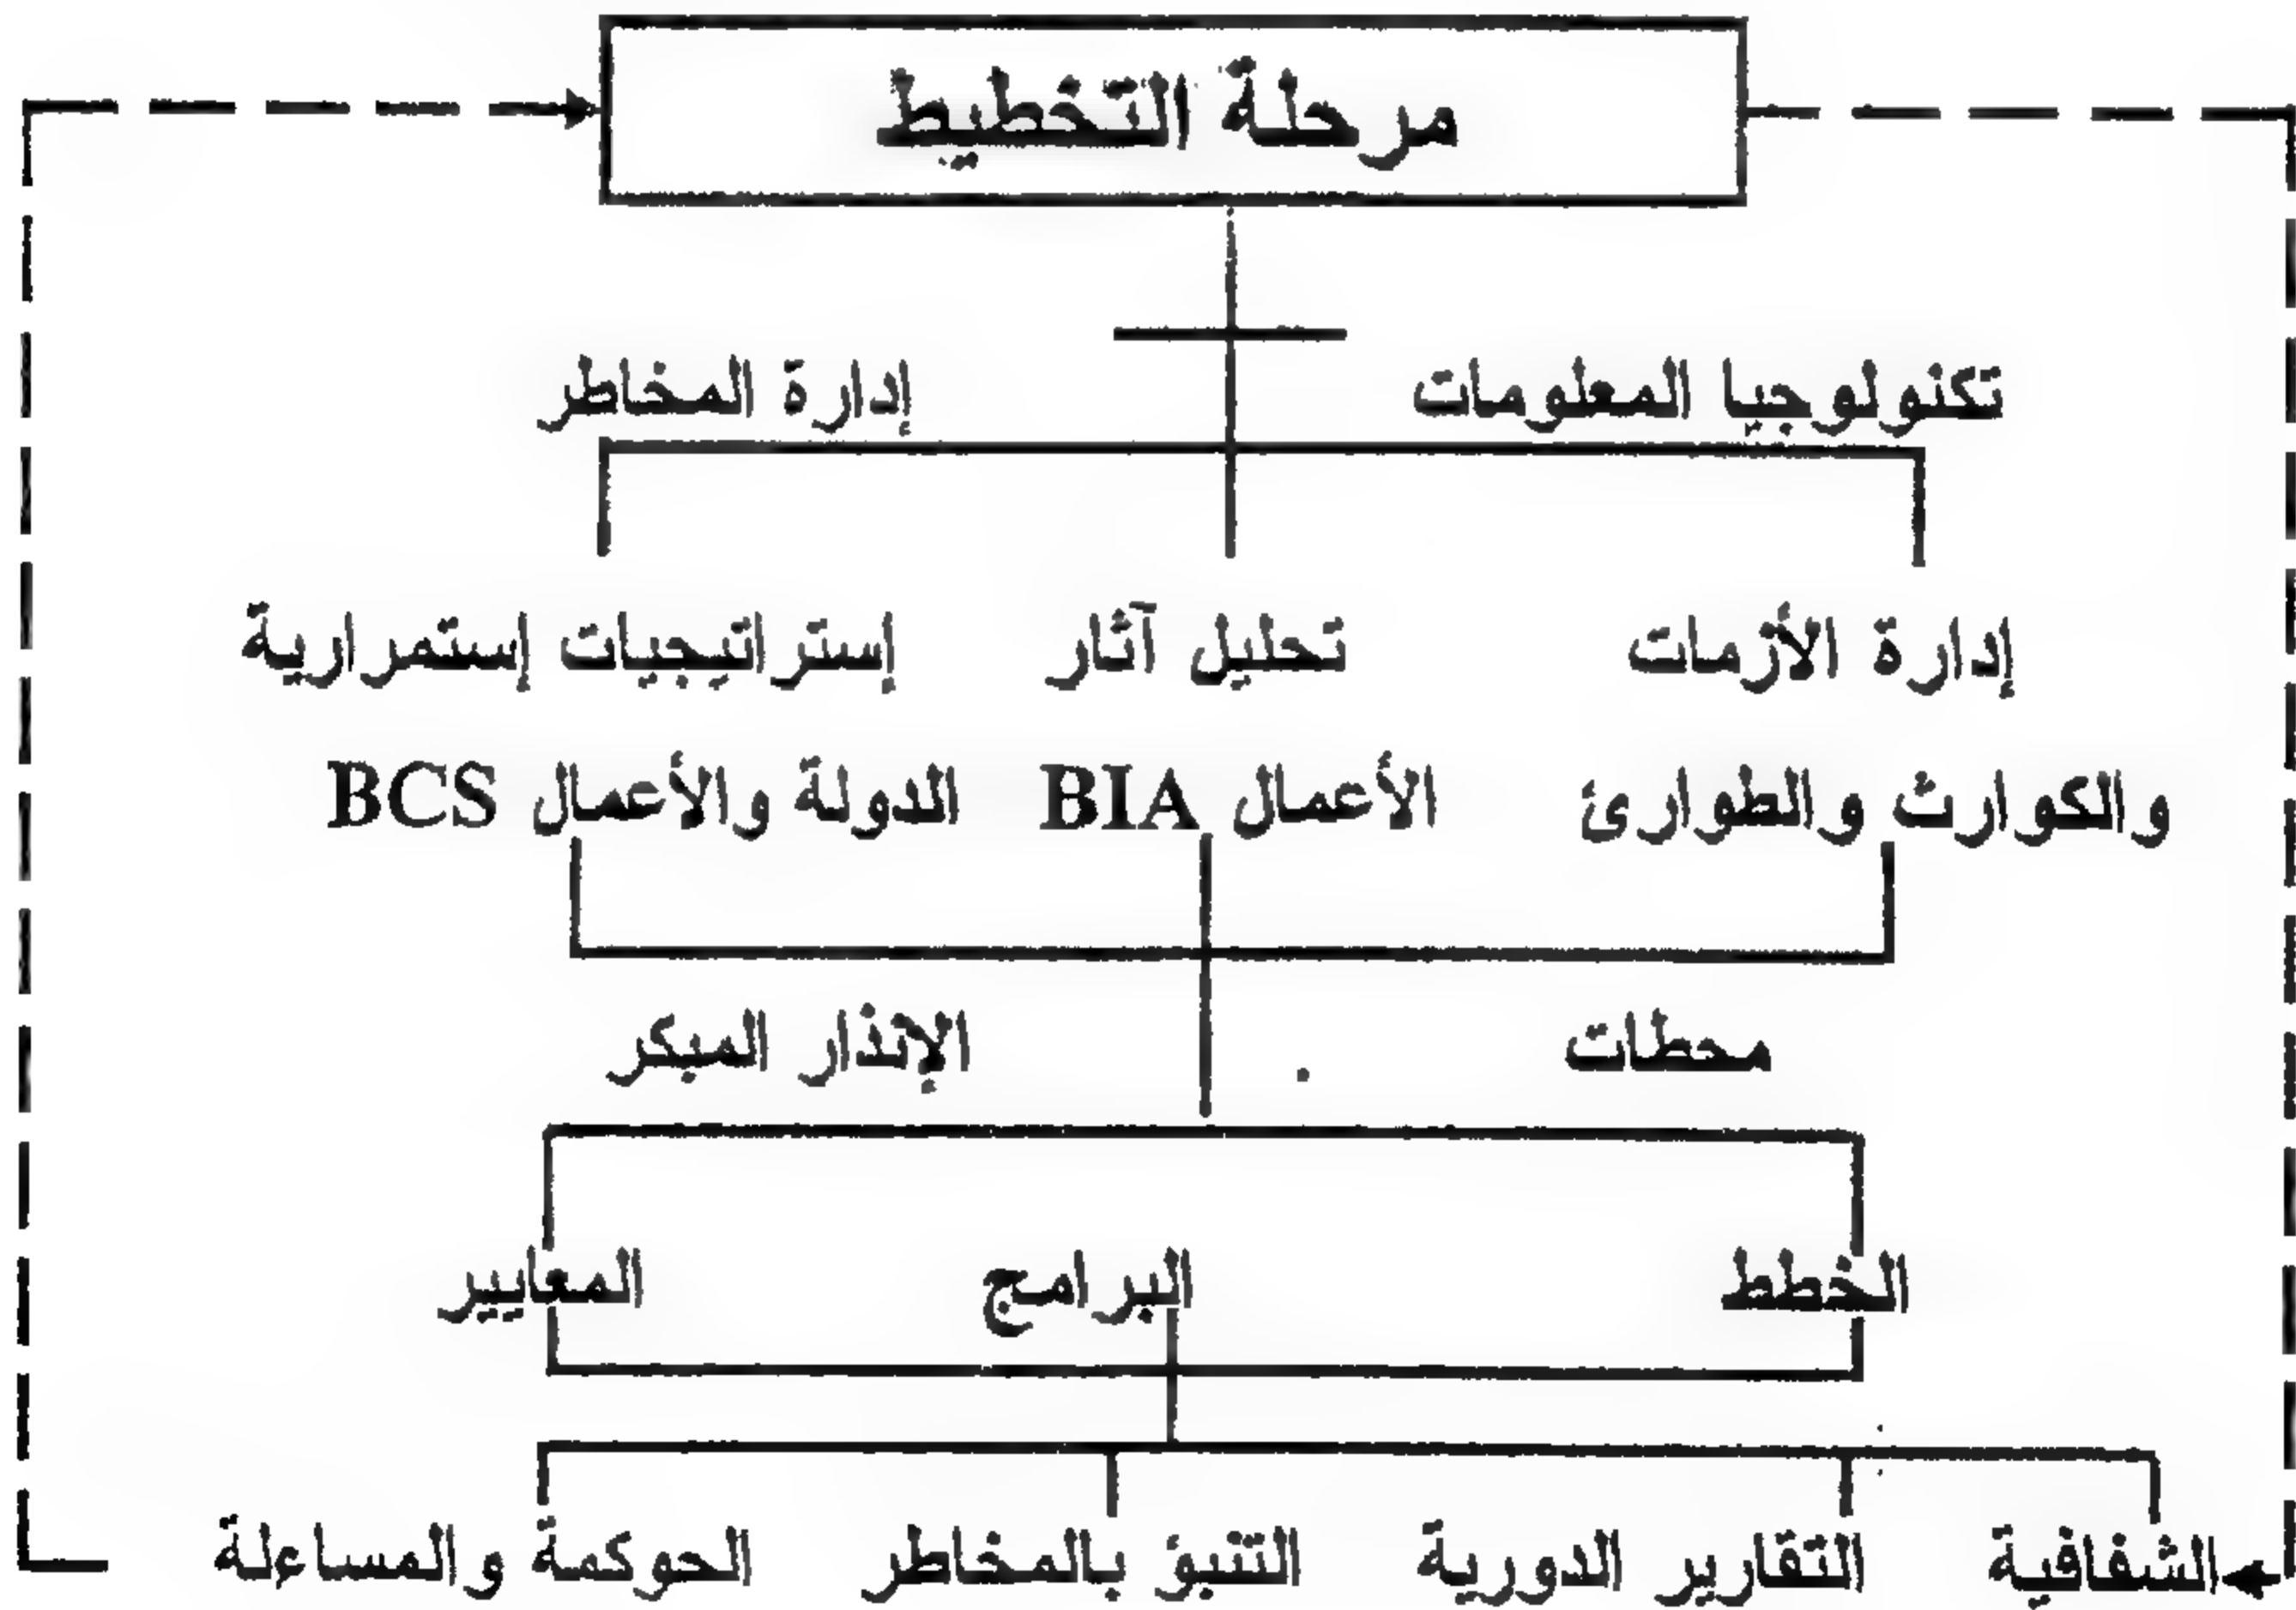 مرحلة التخطيط
تكنولوجيا المعلومات إدارة المخاطر
إدارة الأزمات تحليل آثار إستراتيجيات إستمرارية
والكوارث والطوارئ الأعمال BIA الدولة والأعمال BCS
محطات الإنذار المبكر
الخطط البرامج المعايير
الشفافية التقارير الدورية التنبؤ بالمخاطر الحوكمة والمساءلة